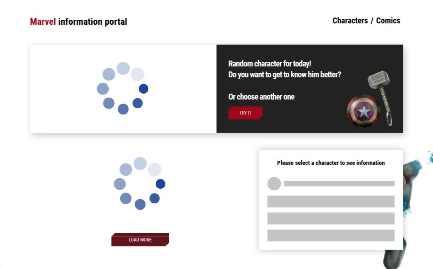 Marvel information portal
Characters / Comics
Random character for today!
Do you want to get to know him better?
Or choose another one
TRY IT
Please select a character to see information
LOAD MORE